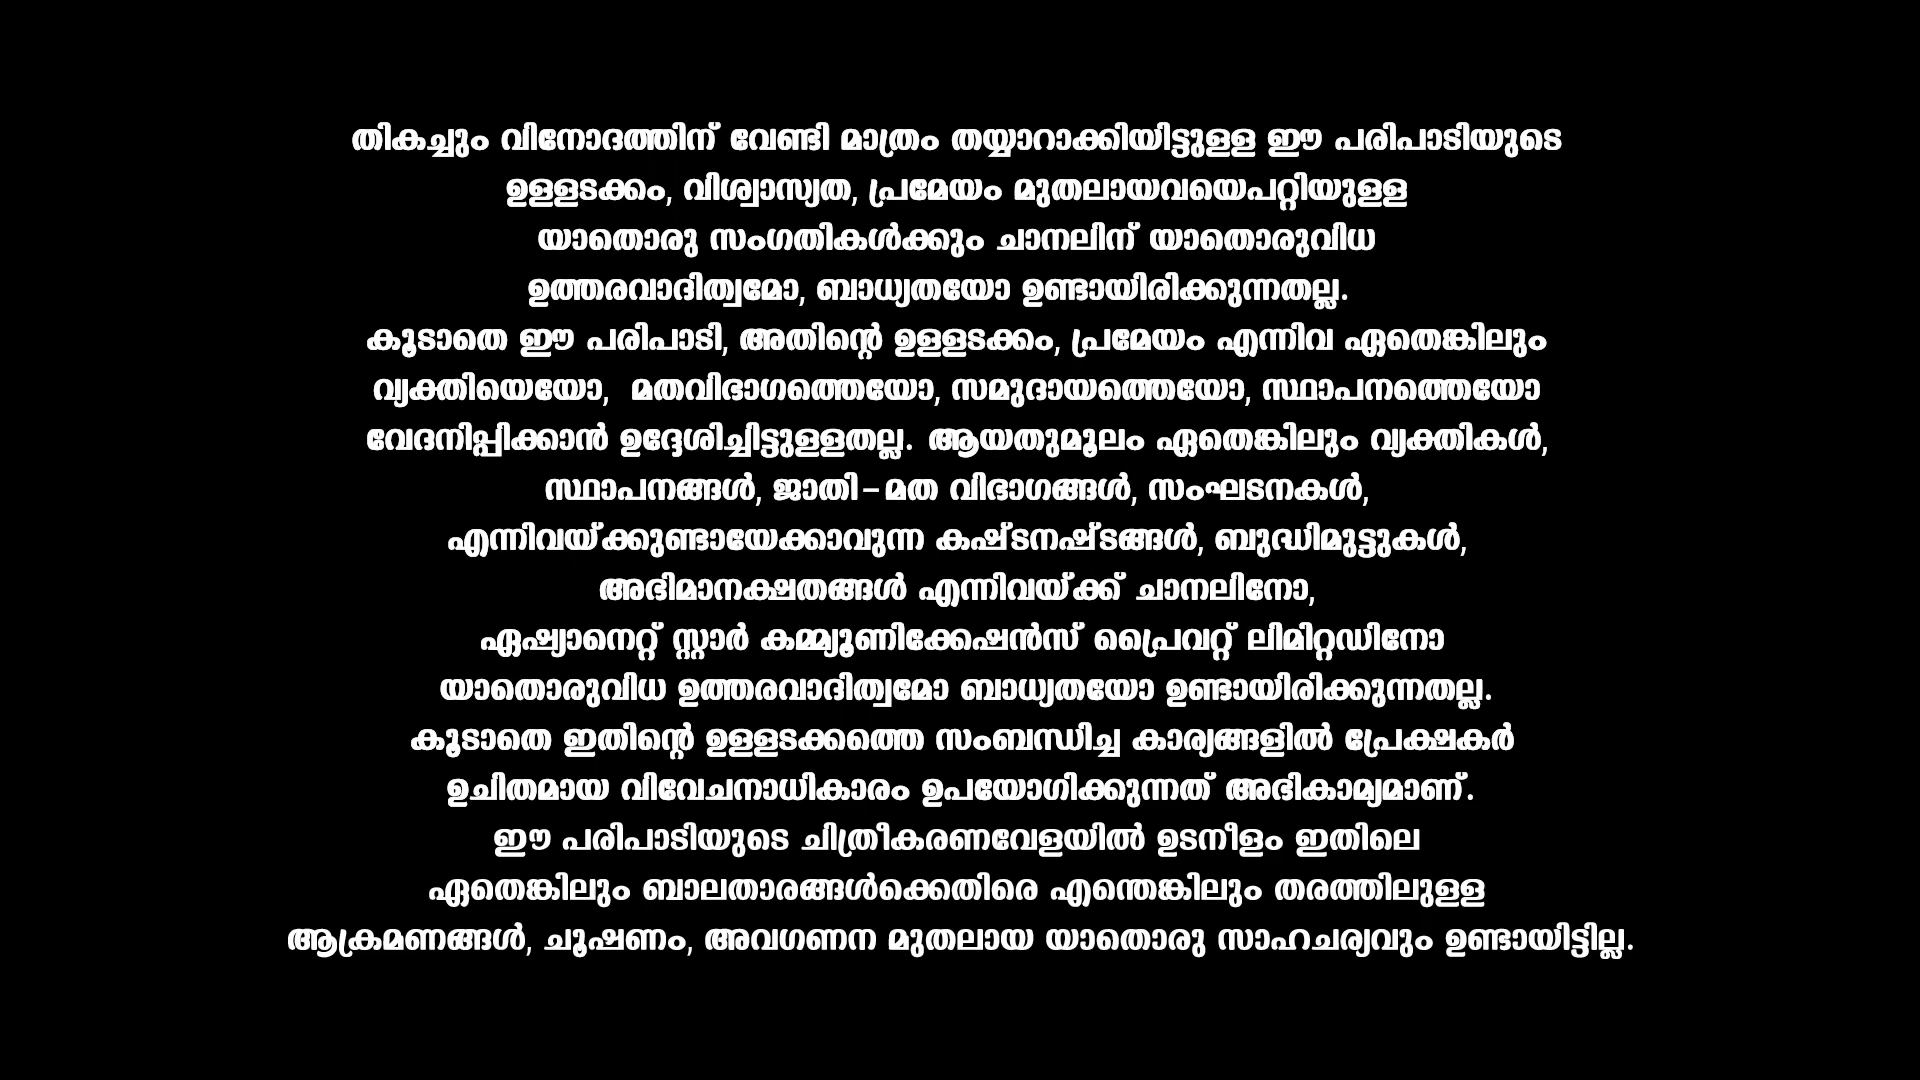 തികച്ചും വിനോദത്തിന് വേണ്ടി മാത്രം തയ്യാറാക്കിയിട്ടുള്ള ഈ പരിപാടിയുടെ
ഉള്ളടക്കം, വിശ്വാസ്യത, പ്രമേയം മുതലായവയെപറ്റിയുള്ള
യാതൊരു സംഗതികൾക്കും ചാനലിന് യാതൊരുവിധ
ഉത്തരവാദിത്വമോ, ബാധ്യതയോ ഉണ്ടായിരിക്കുന്നതല്ല.
കൂടാതെ ഈ പരിപാടി, അതിന്റെ ഉള്ളടക്കം, പ്രമേയം എന്നിവ ഏതെങ്കിലും
വ്യക്തിയെയോ, മതവിഭാഗത്തെയോ, സമുദായത്തെയോ, സ്ഥാപനത്തെയോ
വേദനിപ്പിക്കാൻ ഉദ്ദേശിച്ചിട്ടുള്ളതല്ല. ആയതുമൂലം ഏതെങ്കിലും വ്യക്തികൾ,
സ്ഥാപനങ്ങൾ, ജാതി-മത വിഭാഗങ്ങൾ, സംഘടനകൾ,
എന്നിവയ്ക്കുണ്ടായേക്കാവുന്ന കഷ്ടനഷ്ടങ്ങൾ, ബുദ്ധിമുട്ടുകൾ,
അഭിമാനക്ഷതങ്ങൾ എന്നിവയ്ക്ക് ചാനലിനോ,
ഏഷ്യാനെറ്റ് സ്റ്റാർ കമ്മ്യൂണിക്കേഷൻസ് പ്രൈവറ്റ് ലിമിറ്റഡിനോ
യാതൊരുവിധ ഉത്തരവാദിത്വമോ ബാധ്യതയോ ഉണ്ടായിരിക്കുന്നതല്ല.
കൂടാതെ ഇതിന്റെ ഉള്ളടക്കത്തെ സംബന്ധിച്ച കാര്യങ്ങളിൽ പ്രേക്ഷകർ
ഉചിതമായ വിവേചനാധികാരം ഉപയോഗിക്കുന്നത് അഭികാമ്യമാണ്.
ഈ പരിപാടിയുടെ ചിത്രീകരണവേളയിൽ ഉടനീളം ഇതിലെ
ഏതെങ്കിലും ബാലതാരങ്ങൾക്കെതിരെ എന്തെങ്കിലും തരത്തിലുള്ള
ആക്രമണങ്ങൾ, ചൂഷണം, അവഗണന മുതലായ യാതൊരു സാഹചര്യവും ഉണ്ടായിട്ടില്ല.